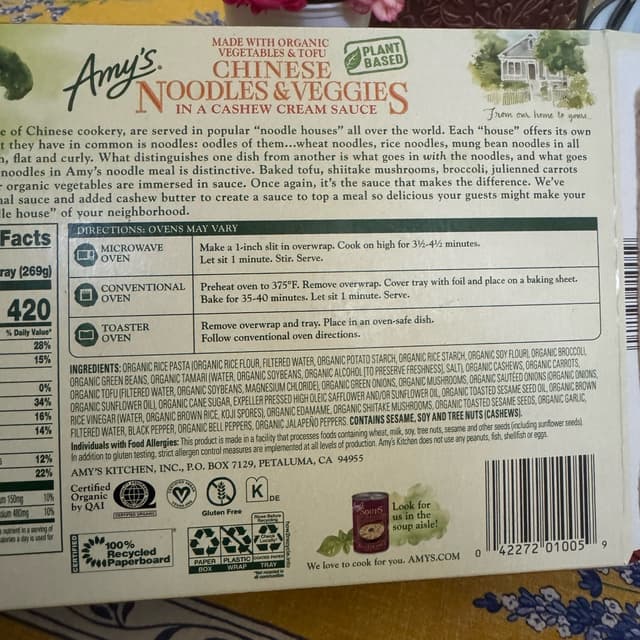 MADE WITH ORGANIC
VEGETABLES & TOFU
Amy's®
CHINESE
NOODLES & VEGGIES
IN A CASHEW CREAM SAUCE
PLANT
BASED
From our home to yours
e of Chinese cookery, are served in popular "noodle houses" all over the world. Each "house" offers its own
t they have in common is noodles: oodles of them...wheat noodles, rice noodles, mung bean noodles in all
h, flat and curly. What distinguishes one dish from another is what goes in with the noodles, and what goes
noodles in Amy's noodle meal is distinctive. Baked tofu, shiitake mushrooms, broccoli, julienned carrots
r organic vegetables are immersed in sauce. Once again, it's the sauce that makes the difference. We've
nal sauce and added cashew butter to create a sauce to top a meal so delicious your guests might make your
le house" of your neighborhood.
Facts
ray (269g)
420
% Daily Value*
28%
15%
0%
34%
16%
14%
12%
22%
150mg 10%
480mg 10%
nutrient in a serving of
calories a day is used for
DIRECTIONS: OVENS MAY VARY
MICROWAVE
OVEN
Make a 1-inch slit in overwrap. Cook on high for 3½-4½ minutes.
Let sit 1 minute. Stir. Serve.
CONVENTIONAL
OVEN
Preheat oven to 375°F. Remove overwrap. Cover tray with foil and place on a baking sheet.
Bake for 35-40 minutes. Let sit 1 minute. Serve.
TOASTER
OVEN
Remove overwrap and tray. Place in an oven-safe dish.
Follow conventional oven directions.
INGREDIENTS: ORGANIC RICE PASTA (ORGANIC RICE FLOUR, FILTERED WATER, ORGANIC POTATO STARCH, ORGANIC RICE STARCH, ORGANIC SOY FLOUR), ORGANIC BROCCOLI,
ORGANIC GREEN BEANS, ORGANIC TAMARI (WATER, ORGANIC SOYBEANS, ORGANIC ALCOHOL [TO PRESERVE FRESHNESS], SALT), ORGANIC CASHEWS, ORGANIC CARROTS,
ORGANIC TOFU (FILTERED WATER, ORGANIC SOYBEANS, MAGNESIUM CHLORIDE), ORGANIC GREEN ONIONS, ORGANIC MUSHROOMS, ORGANIC SAUTÉED ONIONS (ORGANIC ONIONS,
ORGANIC SUNFLOWER OIL), ORGANIC CANE SUGAR, EXPELLER PRESSED HIGH OLEIC SAFFLOWER AND/OR SUNFLOWER OIL, ORGANIC TOASTED SESAME SEED OIL, ORGANIC BROWN
RICE VINEGAR (WATER, ORGANIC BROWN RICE, KOJI SPORES), ORGANIC EDAMAME, ORGANIC SHIITAKE MUSHROOMS, ORGANIC TOASTED SESAME SEEDS, ORGANIC GARLIC,
FILTERED WATER, BLACK PEPPER, ORGANIC BELL PEPPERS, ORGANIC JALAPEÑO PEPPERS. CONTAINS SESAME, SOY AND TREE NUTS (CASHEWS).
Individuals with Food Allergies: This product is made in a facility that processes foods containing wheat, milk, soy, tree nuts, sesame and other seeds (including sunflower seeds).
In addition to gluten testing, strict allergen control measures are implemented at all levels of production. Amy's Kitchen does not use any peanuts, fish, shellfish or eggs.
AMY'S KITCHEN, INC., P.O. BOX 7129, PETALUMA, CA 94955
Certified
Organic
by QAI
CERTIFIED ORGANIC
V
Gluten Free
K DE
CERTIFIED
100%
Recycled
Paperboard
PAPER
BOX
PLASTIC
WRAP
TRAY
how2recycle.info
SOUPS
Look for
us in the
soup aisle!
We love to cook for you. AMYS.COM
0 42272 01005 9